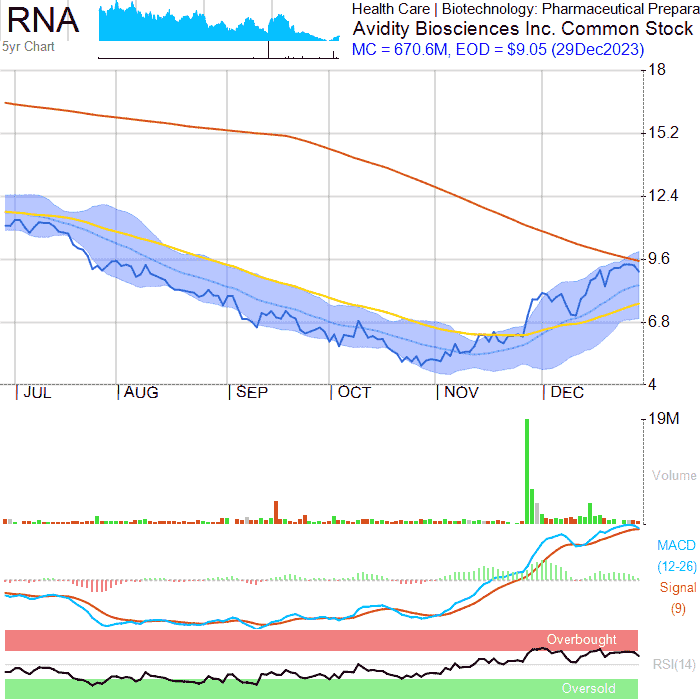 RNA
5yr Chart
Health Care | Biotechnology: Pharmaceutical Prepara
Avidity Biosciences Inc. Common Stock
MC = 670.6M, EOD = $9.05 (29Dec2023)
18
15.2
12.4
9.6
6.8
4
JUL AUG SEP OCT NOV DEC
19M
Volume
MACD
(12-26)
Signal
(9)
Overbought
RSI(14)
Oversold